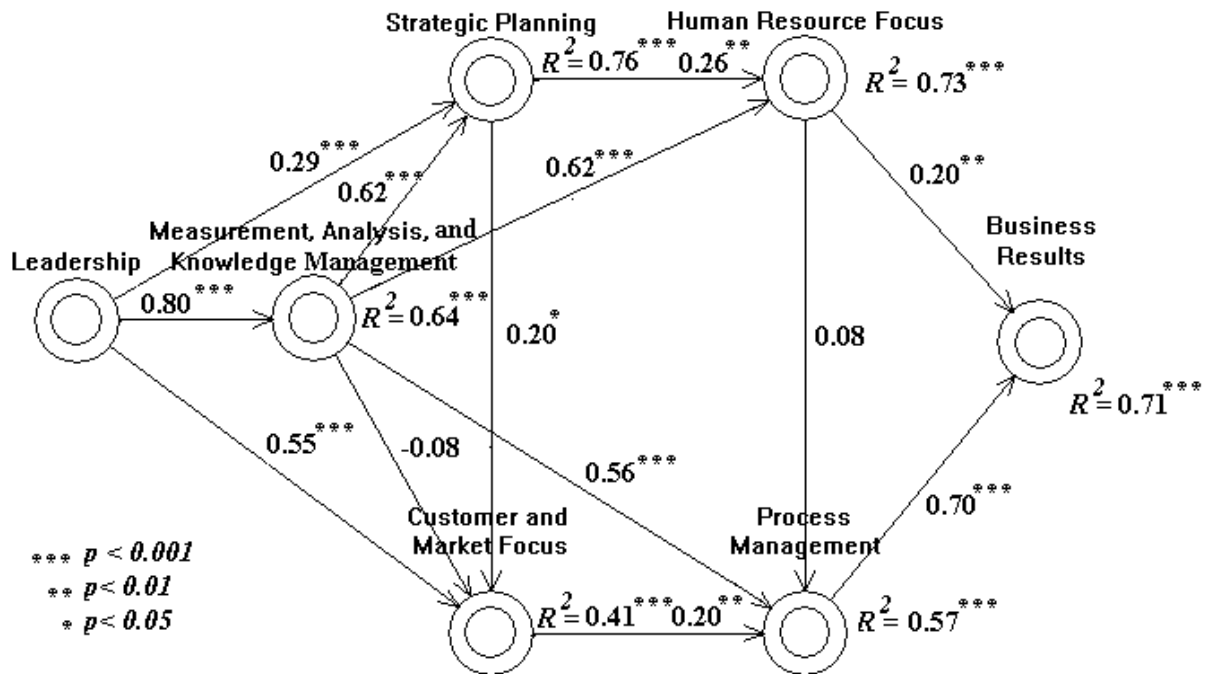 Strategic Planning
Human Resource Focus
R² = 0.76*** 0.26**
R² = 0.73***
0.29***
0.62***
0.62***
0.20**
Measurement, Analysis, and
Knowledge Management
Business
Results
Leadership
0.80***
R² = 0.64***
0.20*
0.08
R² = 0.71***
0.55***
-0.08
0.56***
0.70***
Customer and
Market Focus
Process
Management
*** p < 0.001
** p < 0.01
* p < 0.05
R² = 0.41*** 0.20**
R² = 0.57***